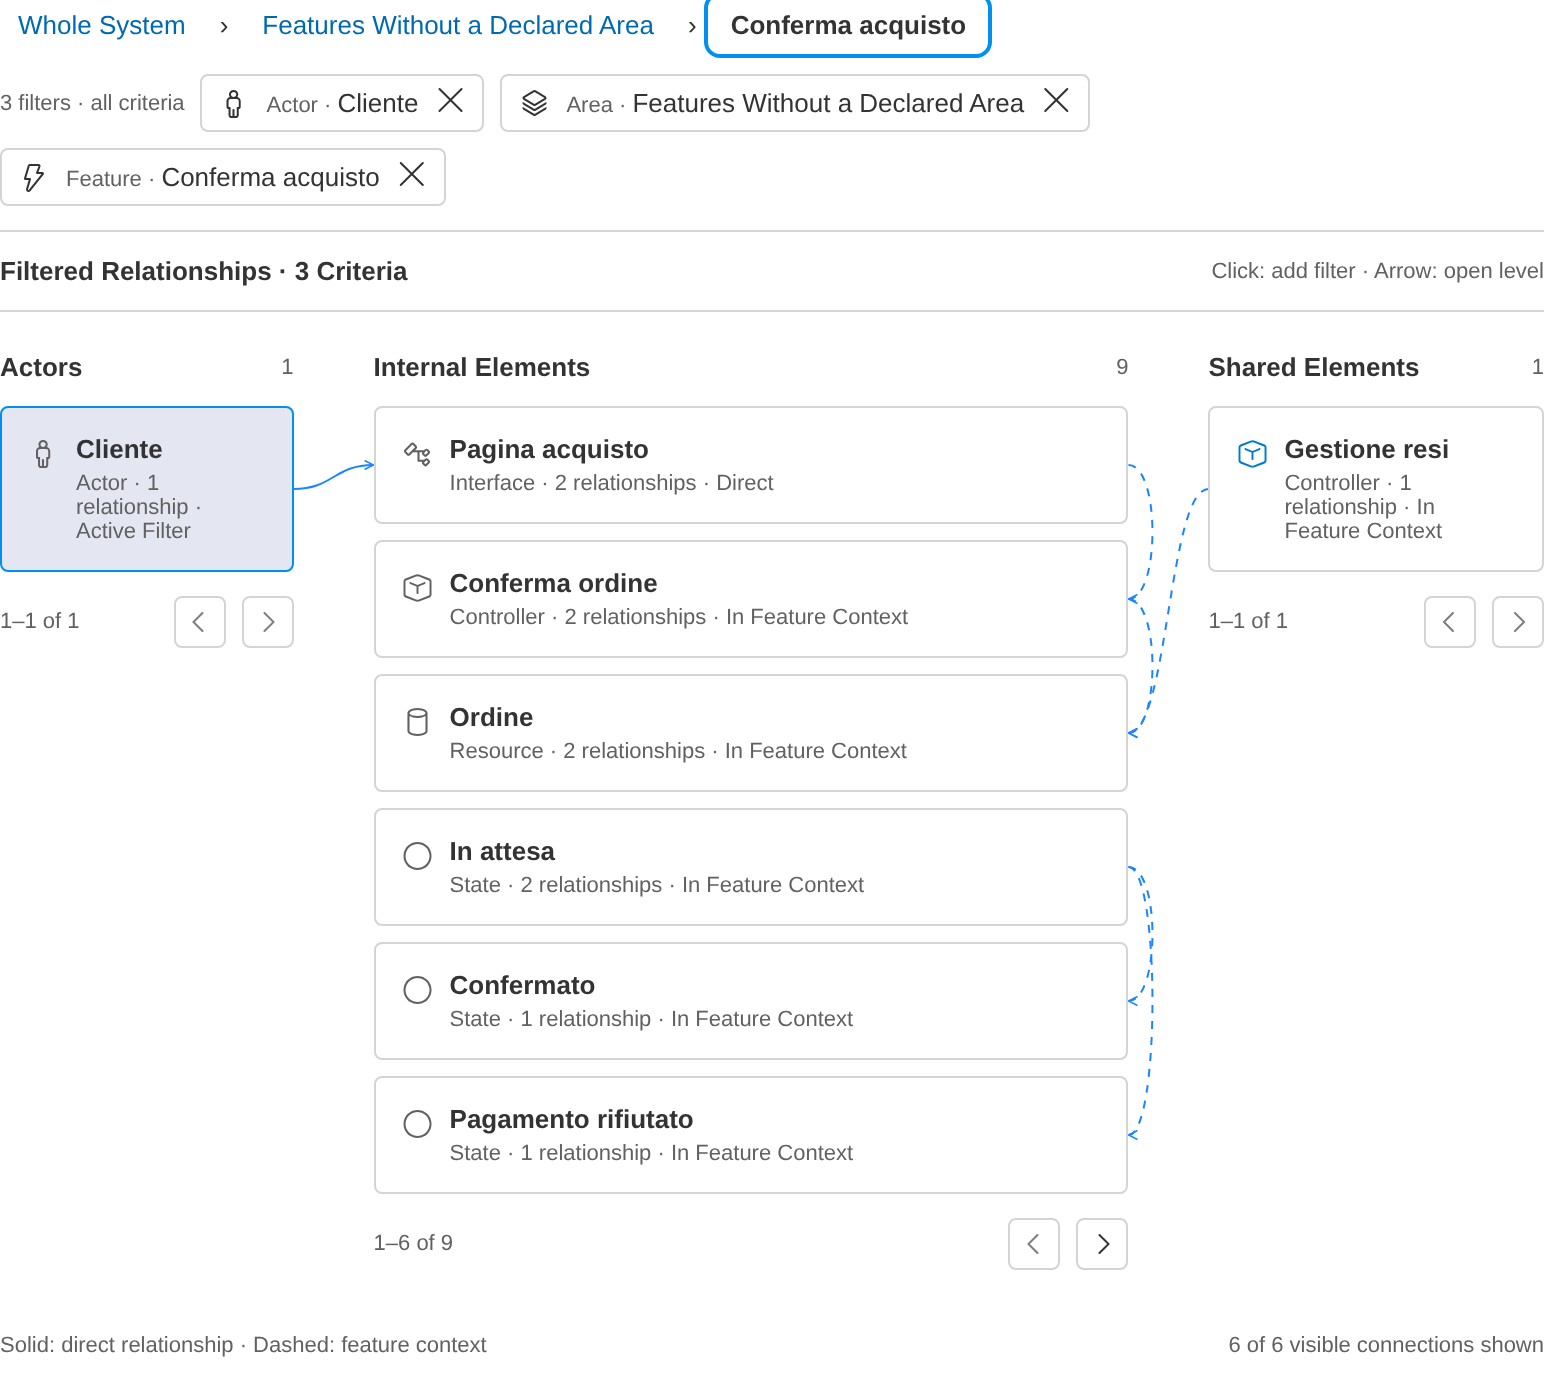 Whole System › Features Without a Declared Area › Conferma acquisto
3 filters · all criteria
Actor · Cliente
Area · Features Without a Declared Area
Feature · Conferma acquisto
Filtered Relationships · 3 Criteria
Click: add filter · Arrow: open level
Actors 1
Cliente
Actor · 1
relationship ·
Active Filter
1–1 of 1
Internal Elements 9
Pagina acquisto
Interface · 2 relationships · Direct
Conferma ordine
Controller · 2 relationships · In Feature Context
Ordine
Resource · 2 relationships · In Feature Context
In attesa
State · 2 relationships · In Feature Context
Confermato
State · 1 relationship · In Feature Context
Pagamento rifiutato
State · 1 relationship · In Feature Context
1–6 of 9
Shared Elements 1
Gestione resi
Controller · 1
relationship · In
Feature Context
1–1 of 1
Solid: direct relationship · Dashed: feature context
6 of 6 visible connections shown